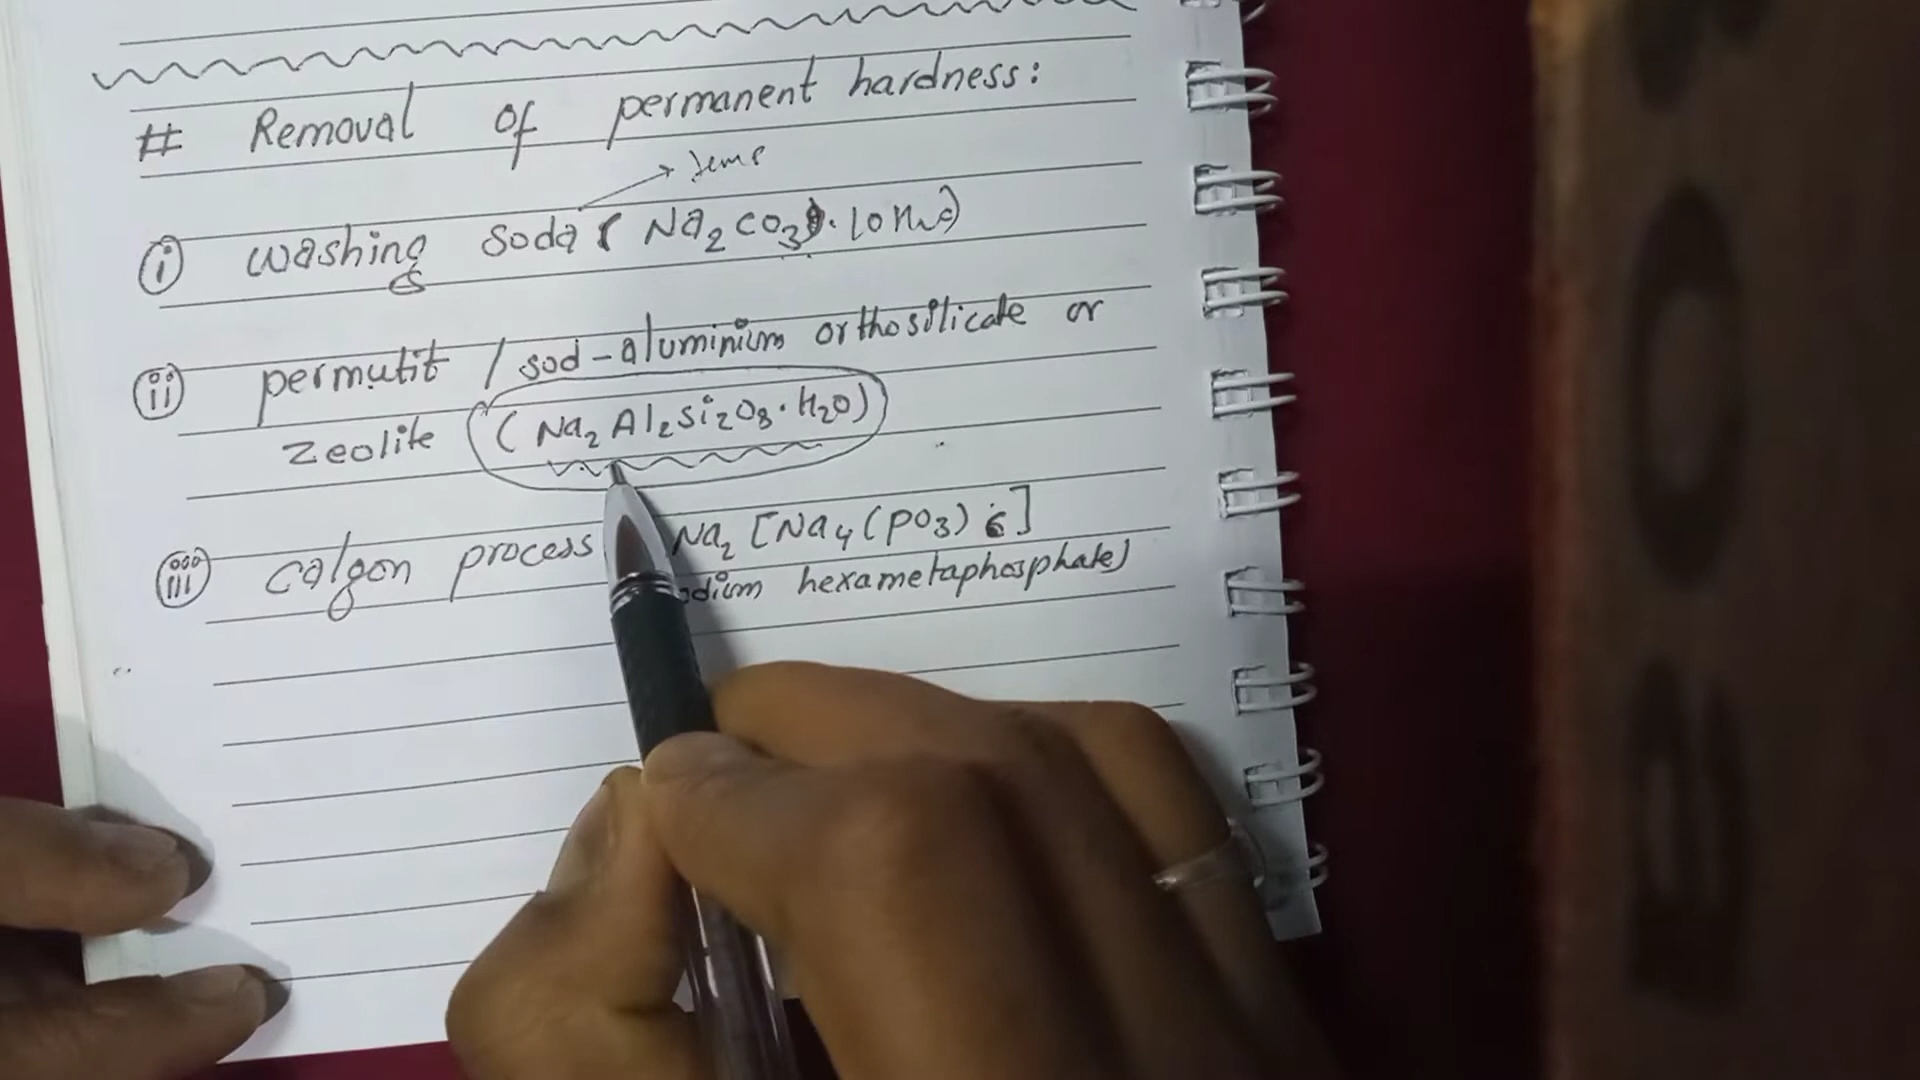 # Removal of permanent hardness:
→ temp
(i) washing soda ( Na2CO3).10H2O)
(ii) permutit / sod-aluminium orthosilicate or
zeolite (Na2Al2Si2O8.H2O)
(iii) calgon process Na2[Na4(PO3)6]
hexametaphosphate)